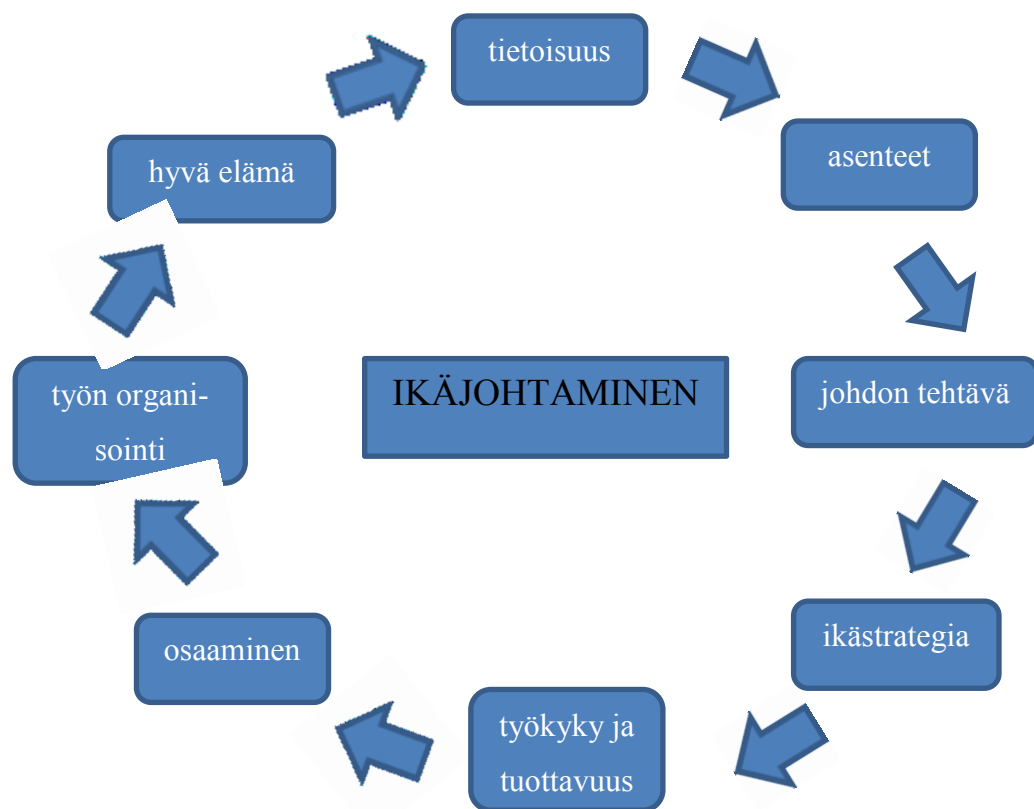 tietoisuus
asenteet
johdon tehtävä
ikästrategia
työkyky ja
tuottavuus
osaaminen
työn organi-
sointi
hyvä elämä
IKÄJOHTAMINEN